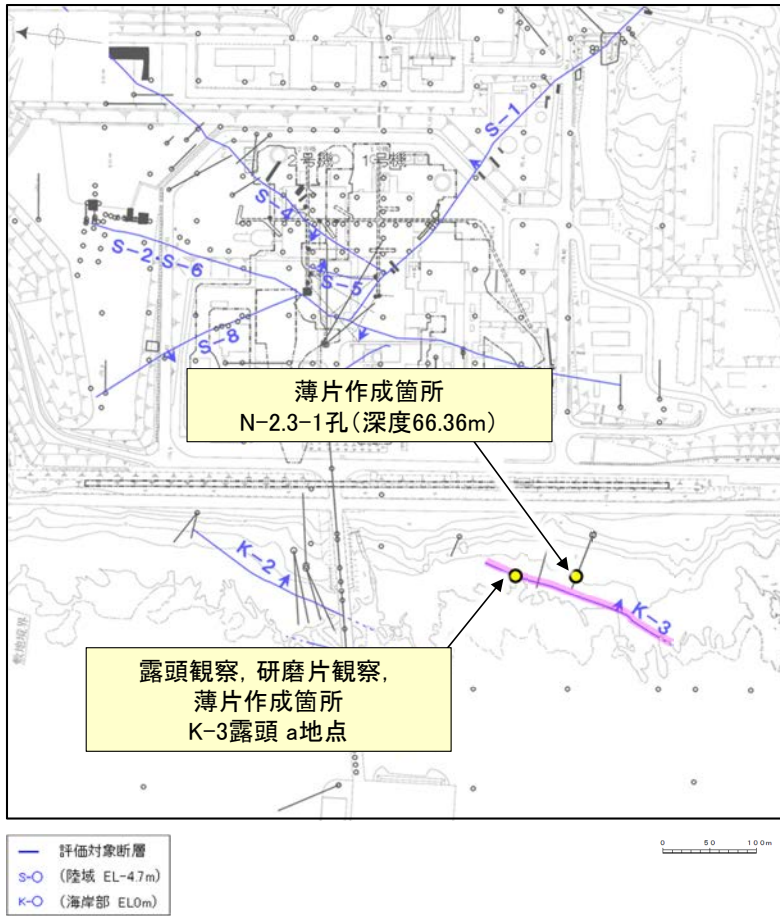 S-1
2号機
1号機
S-4
S-2・S-6
S-5
S-8
薄片作成箇所
N-2.3-1孔(深度66.36m)
K-2
K-3
敷地境界
露頭観察, 研磨片観察,
薄片作成箇所
K-3露頭 a地点
評価対象断層
S-○ (陸域 EL-4.7m)
K-○ (海岸部 EL0m)
0 50 100m